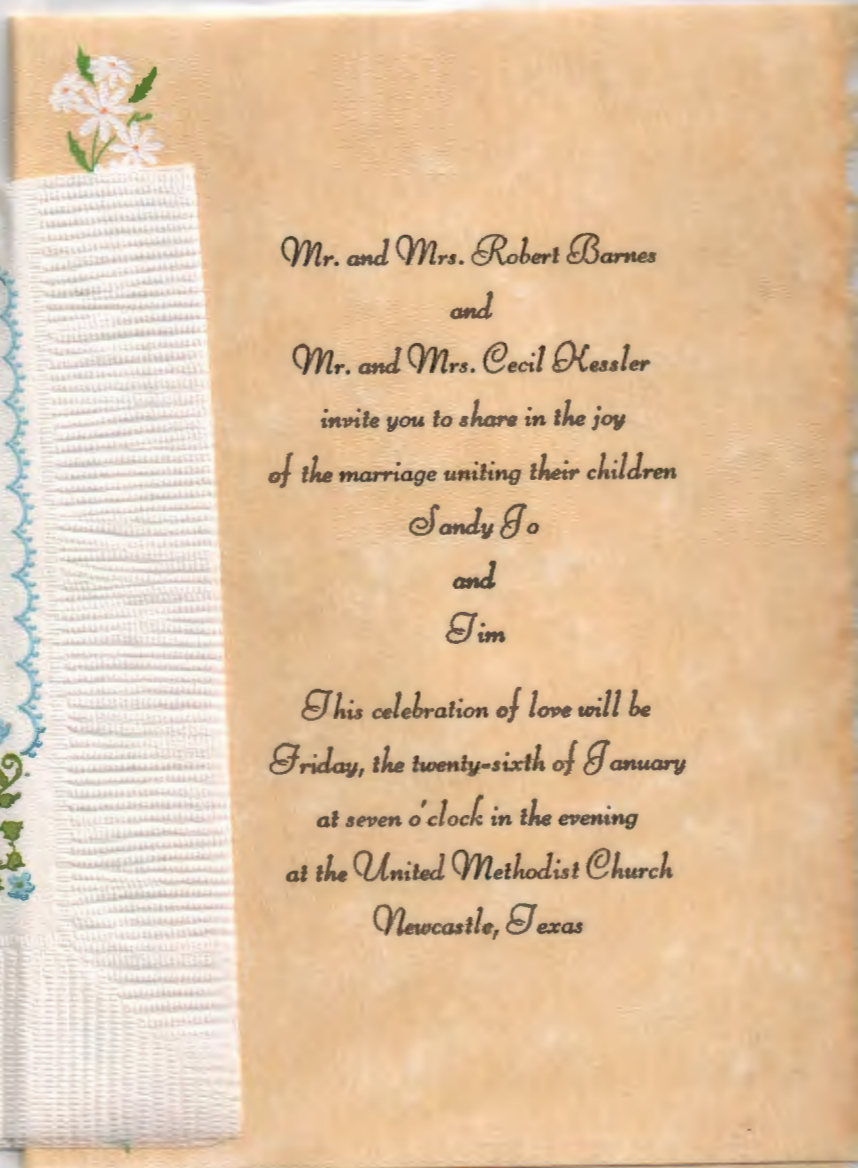 Mr. and Mrs. Robert Barnes
and
Mr. and Mrs. Cecil Kessler
invite you to share in the joy
of the marriage uniting their children
Sandy Jo
and
Tim
This celebration of love will be
Friday, the twenty-sixth of January
at seven o'clock in the evening
at the United Methodist Church
Newcastle, Texas